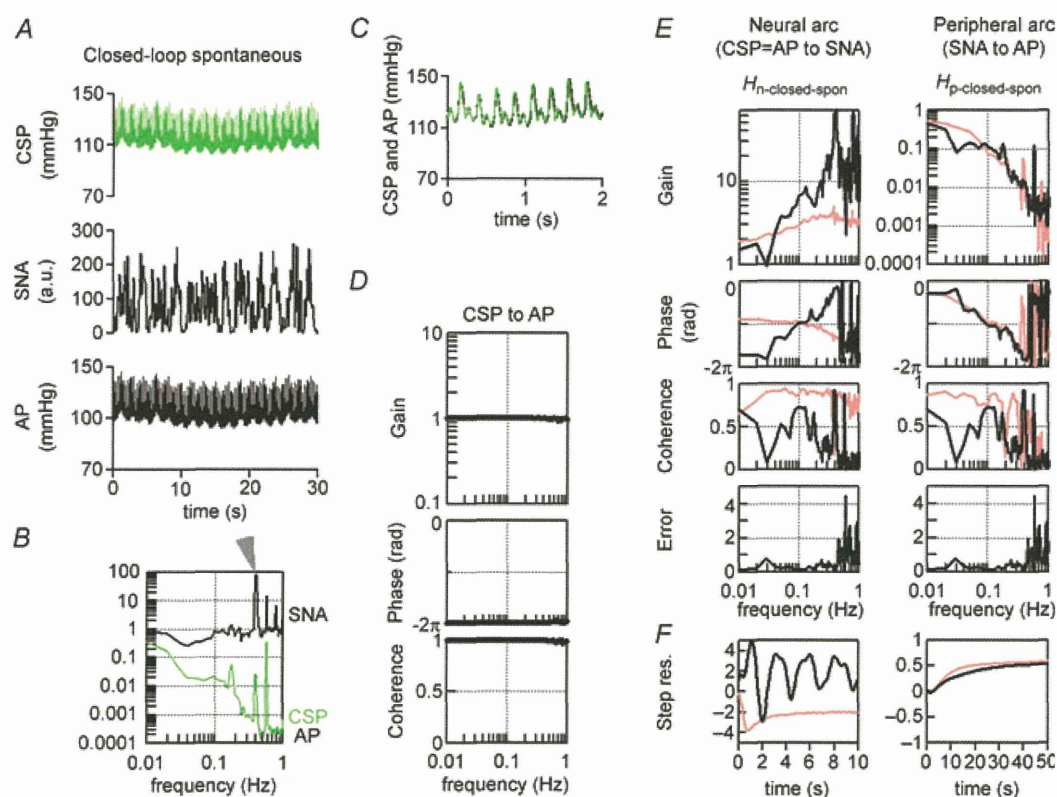 A
Closed-loop spontaneous
CSP
(mmHg)
150
110
70
SNA
(a.u.)
300
200
100
0
AP
(mmHg)
150
100
70
0 10 20 30
time (s)
B
100
10
1
0.1
0.01
0.001
0.0001
SNA
CSP
AP
0.1 1
frequency (Hz)
C
CSP and AP (mmHg)
150
110
70
0 1 2
time (s)
D
CSP to AP
Gain
10
1
0.1
Phase (rad)
0
-2π
Coherence
1
0.5
0
0.1 1
frequency (Hz)
E
Neural arc
(CSP=AP to SNA)
Hn-closed-spon
Peripheral arc
(SNA to AP)
Hp-closed-spon
Gain
10
1
1
0.1
0.01
0.001
0.0001
Phase
(rad)
0
-2π
0
-2π
Coherence
1
0.5
0
1
0.5
0
Error
4
2
0
4
2
0
0.01 0.1 1
frequency (Hz)
0.01 0.1 1
frequency (Hz)
F
Step res.
4
2
0
-2
-4
0 2 4 6 8 10
time (s)
1
0.5
0
-0.5
-1
0 10 20 30 40 50
time (s)